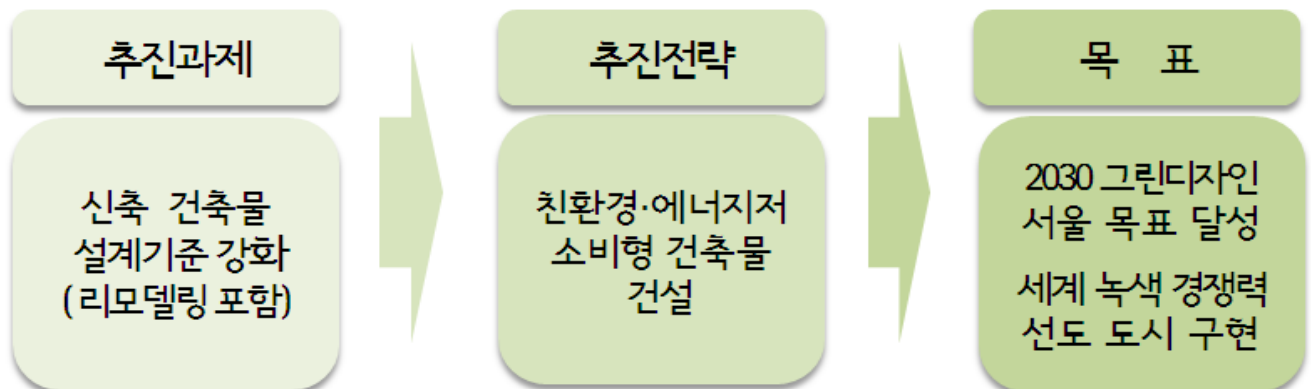 추진과제
신축 건축물
설계기준 강화
(리모델링 포함)
추진전략
친환경·에너지저
소비형 건축물
건설
목 표
2030 그린디자인
서울 목표 달성
세계 녹색 경쟁력
선도 도시 구현